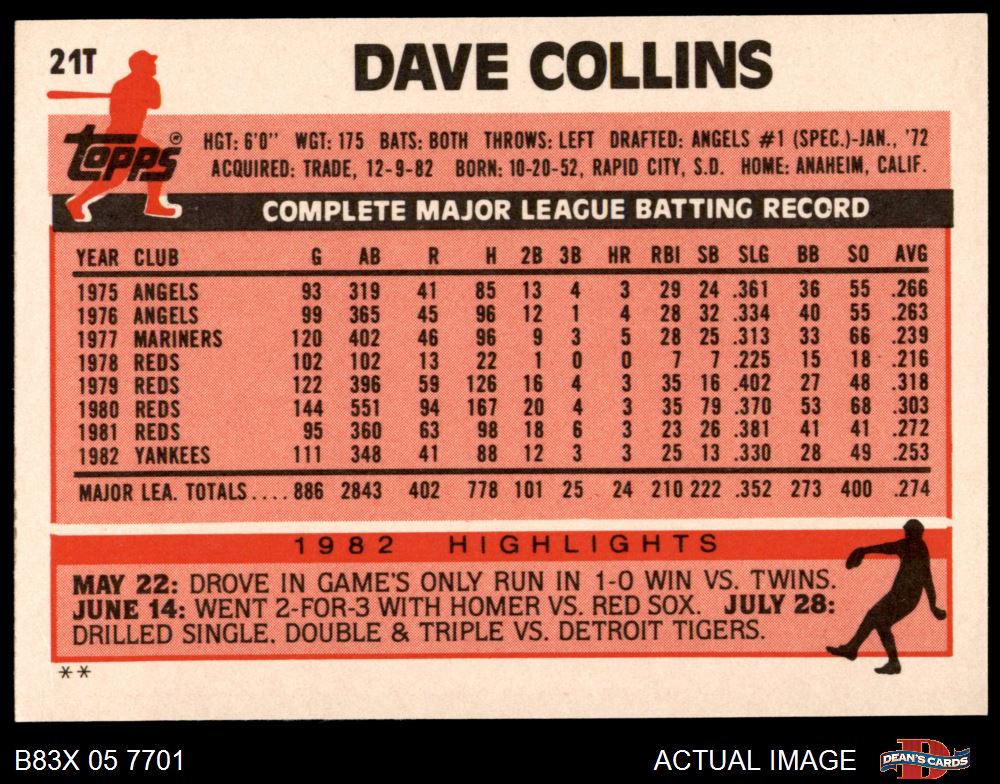 21T
DAVE COLLINS
topps®
HGT: 6'0" WGT: 175 BATS: BOTH THROWS: LEFT DRAFTED: ANGELS #1 (SPEC.)-JAN., '72
ACQUIRED: TRADE, 12-9-82 BORN: 10-20-52, RAPID CITY, S.D. HOME: ANAHEIM, CALIF.
COMPLETE MAJOR LEAGUE BATTING RECORD
YEAR CLUB G AB R H 2B 3B HR RBI SB SLG BB SO AVG
1975 ANGELS 93 319 41 85 13 4 3 29 24 .361 36 55 .266
1976 ANGELS 99 365 45 96 12 1 4 28 32 .334 40 55 .263
1977 MARINERS 120 402 46 96 9 3 5 28 25 .313 33 66 .239
1978 REDS 102 102 13 22 1 0 0 7 7 .225 15 18 .216
1979 REDS 122 396 59 126 16 4 3 35 16 .402 27 48 .318
1980 REDS 144 551 94 167 20 4 3 35 79 .370 53 68 .303
1981 REDS 95 360 63 98 18 6 3 23 26 .381 41 41 .272
1982 YANKEES 111 348 41 88 12 3 3 25 13 .330 28 49 .253
MAJOR LEA. TOTALS.... 886 2843 402 778 101 25 24 210 222 .352 273 400 .274
1982 HIGHLIGHTS
MAY 22: DROVE IN GAME'S ONLY RUN IN 1-0 WIN VS. TWINS.
JUNE 14: WENT 2-FOR-3 WITH HOMER VS. RED SOX. JULY 28:
DRILLED SINGLE, DOUBLE & TRIPLE VS. DETROIT TIGERS.
**
B83X 05 7701 ACTUAL IMAGE DEAN'S CARDS